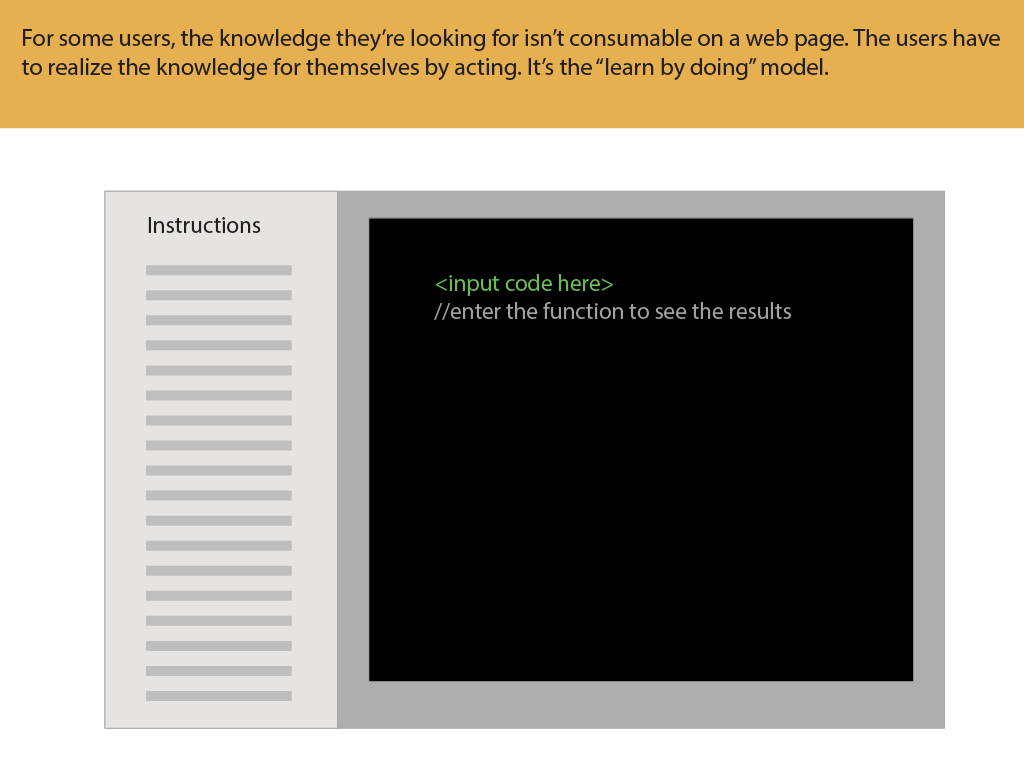 For some users, the knowledge they’re looking for isn’t consumable on a web page. The users have
to realize the knowledge for themselves by acting. It’s the “learn by doing” model.
Instructions
<input code here>
//enter the function to see the results